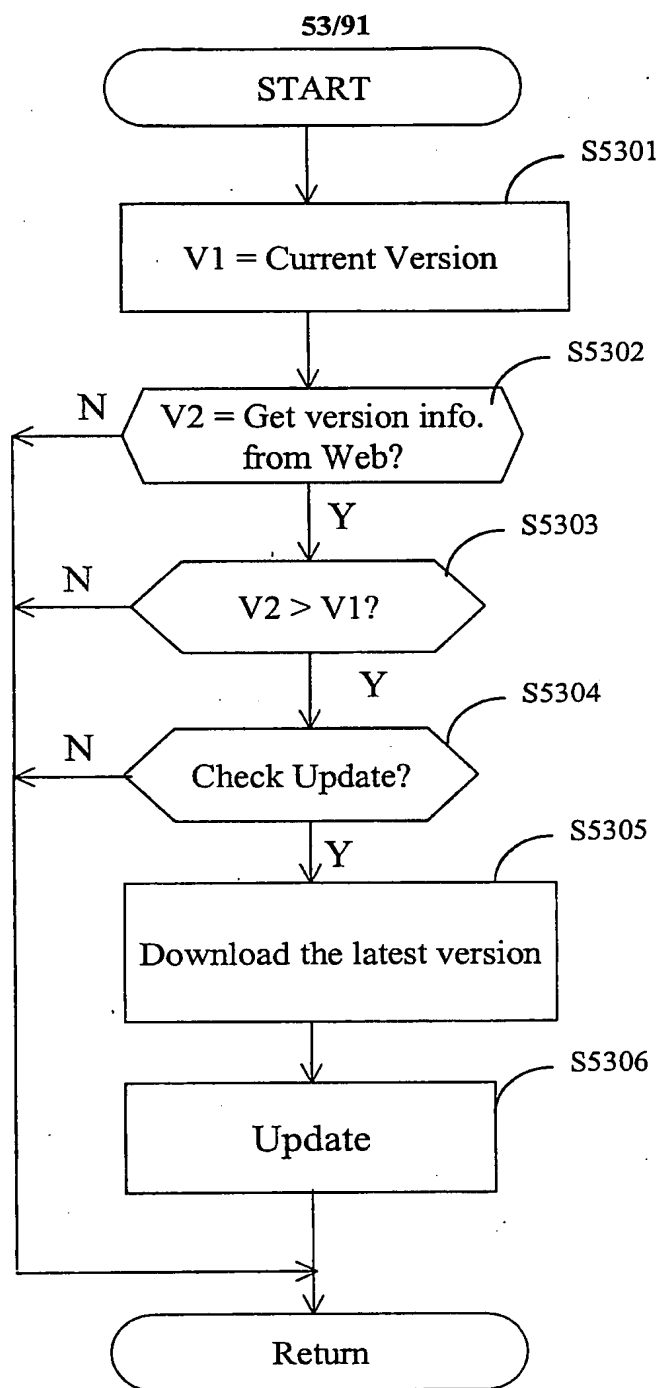 53/91
START
S5301
V1 = Current Version
S5302
N
V2 = Get version info.
from Web?
Y
S5303
N
V2 > V1?
Y
S5304
N
Check Update?
Y
S5305
Download the latest version
S5306
Update
Return